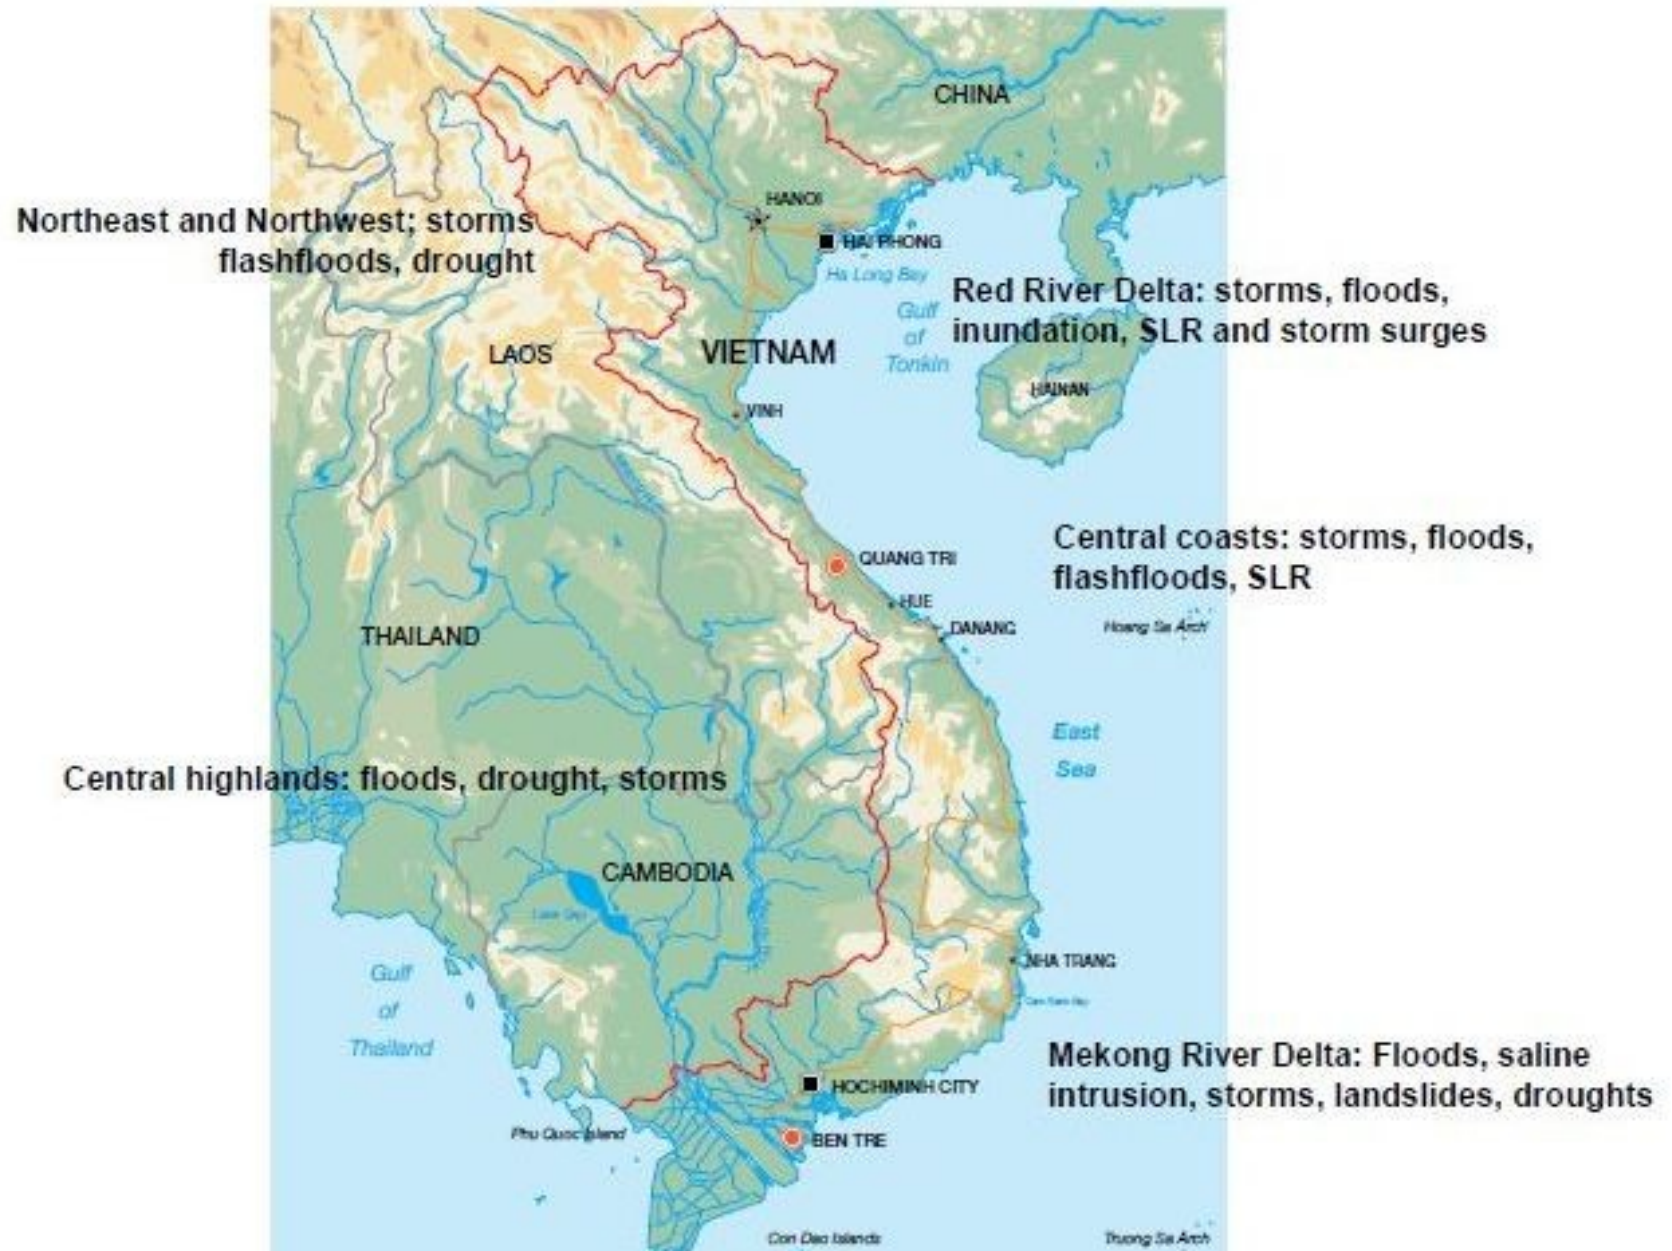 CHINA
HANOI
HAI PHONG
Ha Long Bay
Northeast and Northwest; storms
flashfloods, drought
Red River Delta: storms, floods,
inundation, SLR and storm surges
Gulf
of
Tonkin
LAOS
VIETNAM
HAINAN
VINH
Central coasts: storms, floods,
flashfloods, SLR
QUANG TRI
HUE
DANANG
Hoang Sa Arch
THAILAND
East
Sea
Central highlands: floods, drought, storms
CAMBODIA
NHA TRANG
Gulf
of
Thailand
Mekong River Delta: Floods, saline
intrusion, storms, landslides, droughts
HOCHIMINH CITY
Phu Quoc Island
BEN TRE
Con Dao Islands
Truong Sa Arch